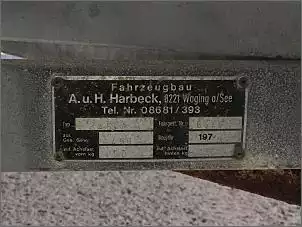 Fahrzeugbau
A. u. H. Harbeck, 8221 Waging a/See
Tel. Nr. 08681/393
Typ Fahrgest. Nr.
zul. Ges. Gew. Baujahr 197
zul. Achslast vorn kg zul. Achslast hinten kg